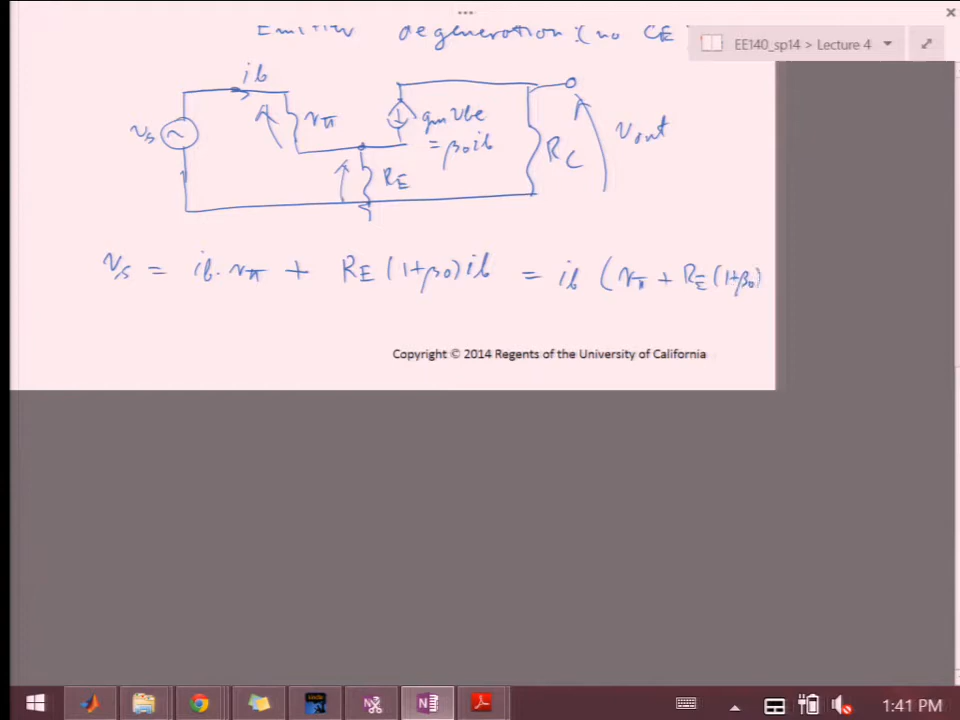 Emitter degeneration: (no CE
EE140_sp14 > Lecture 4
ib
vs
rπ
gm vbe
= β0ib
RE
RC
vout
vs = ib · rπ + RE (1+β0) ib = ib (rπ + RE (1+β0)
Copyright © 2014 Regents of the University of California
1:41 PM